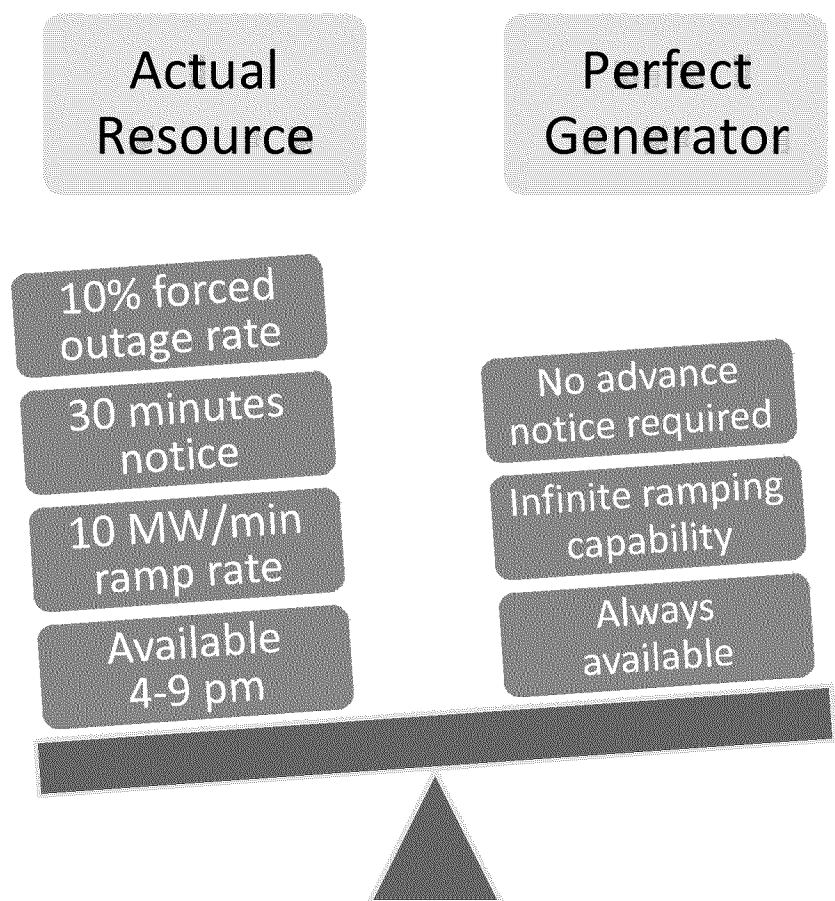 Actual
Resource
Perfect
Generator
10% forced
outage rate
30 minutes
notice
10 MW/min
ramp rate
Available
4-9 pm
No advance
notice required
Infinite ramping
capability
Always
available